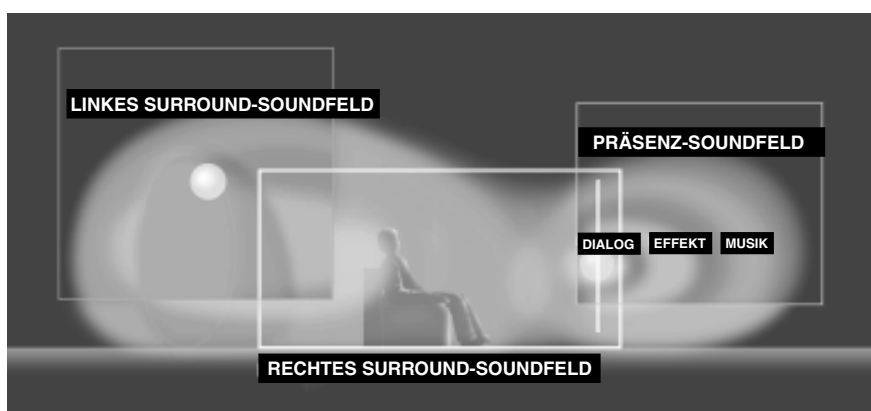 LINKES SURROUND-SOUNDFELD
PRÄSENZ-SOUNDFELD
DIALOG EFFEKT MUSIK
RECHTES SURROUND-SOUNDFELD